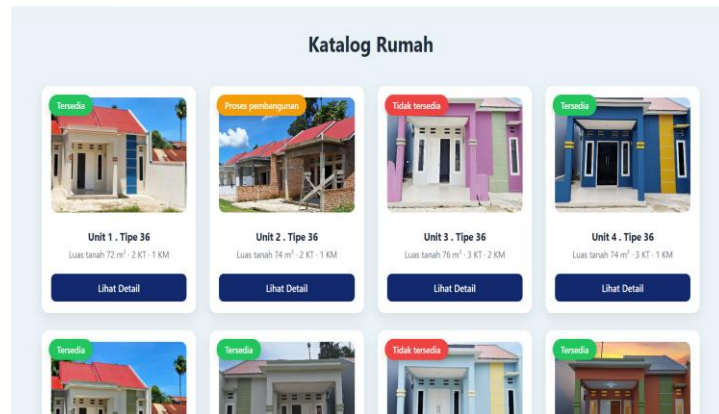 Katalog Rumah
Tersedia
Proses pembangunan
Tidak tersedia
Tersedia
Unit 1 . Tipe 36
Luas tanah 72 m² · 2 KT · 1 KM
Lihat Detail
Unit 2 . Tipe 36
Luas tanah 74 m² · 2 KT · 1 KM
Lihat Detail
Unit 3 . Tipe 36
Luas tanah 76 m² · 3 KT · 2 KM
Lihat Detail
Unit 4 . Tipe 36
Luas tanah 74 m² · 3 KT · 1 KM
Lihat Detail
Tersedia
Tersedia
Tidak tersedia
Tersedia